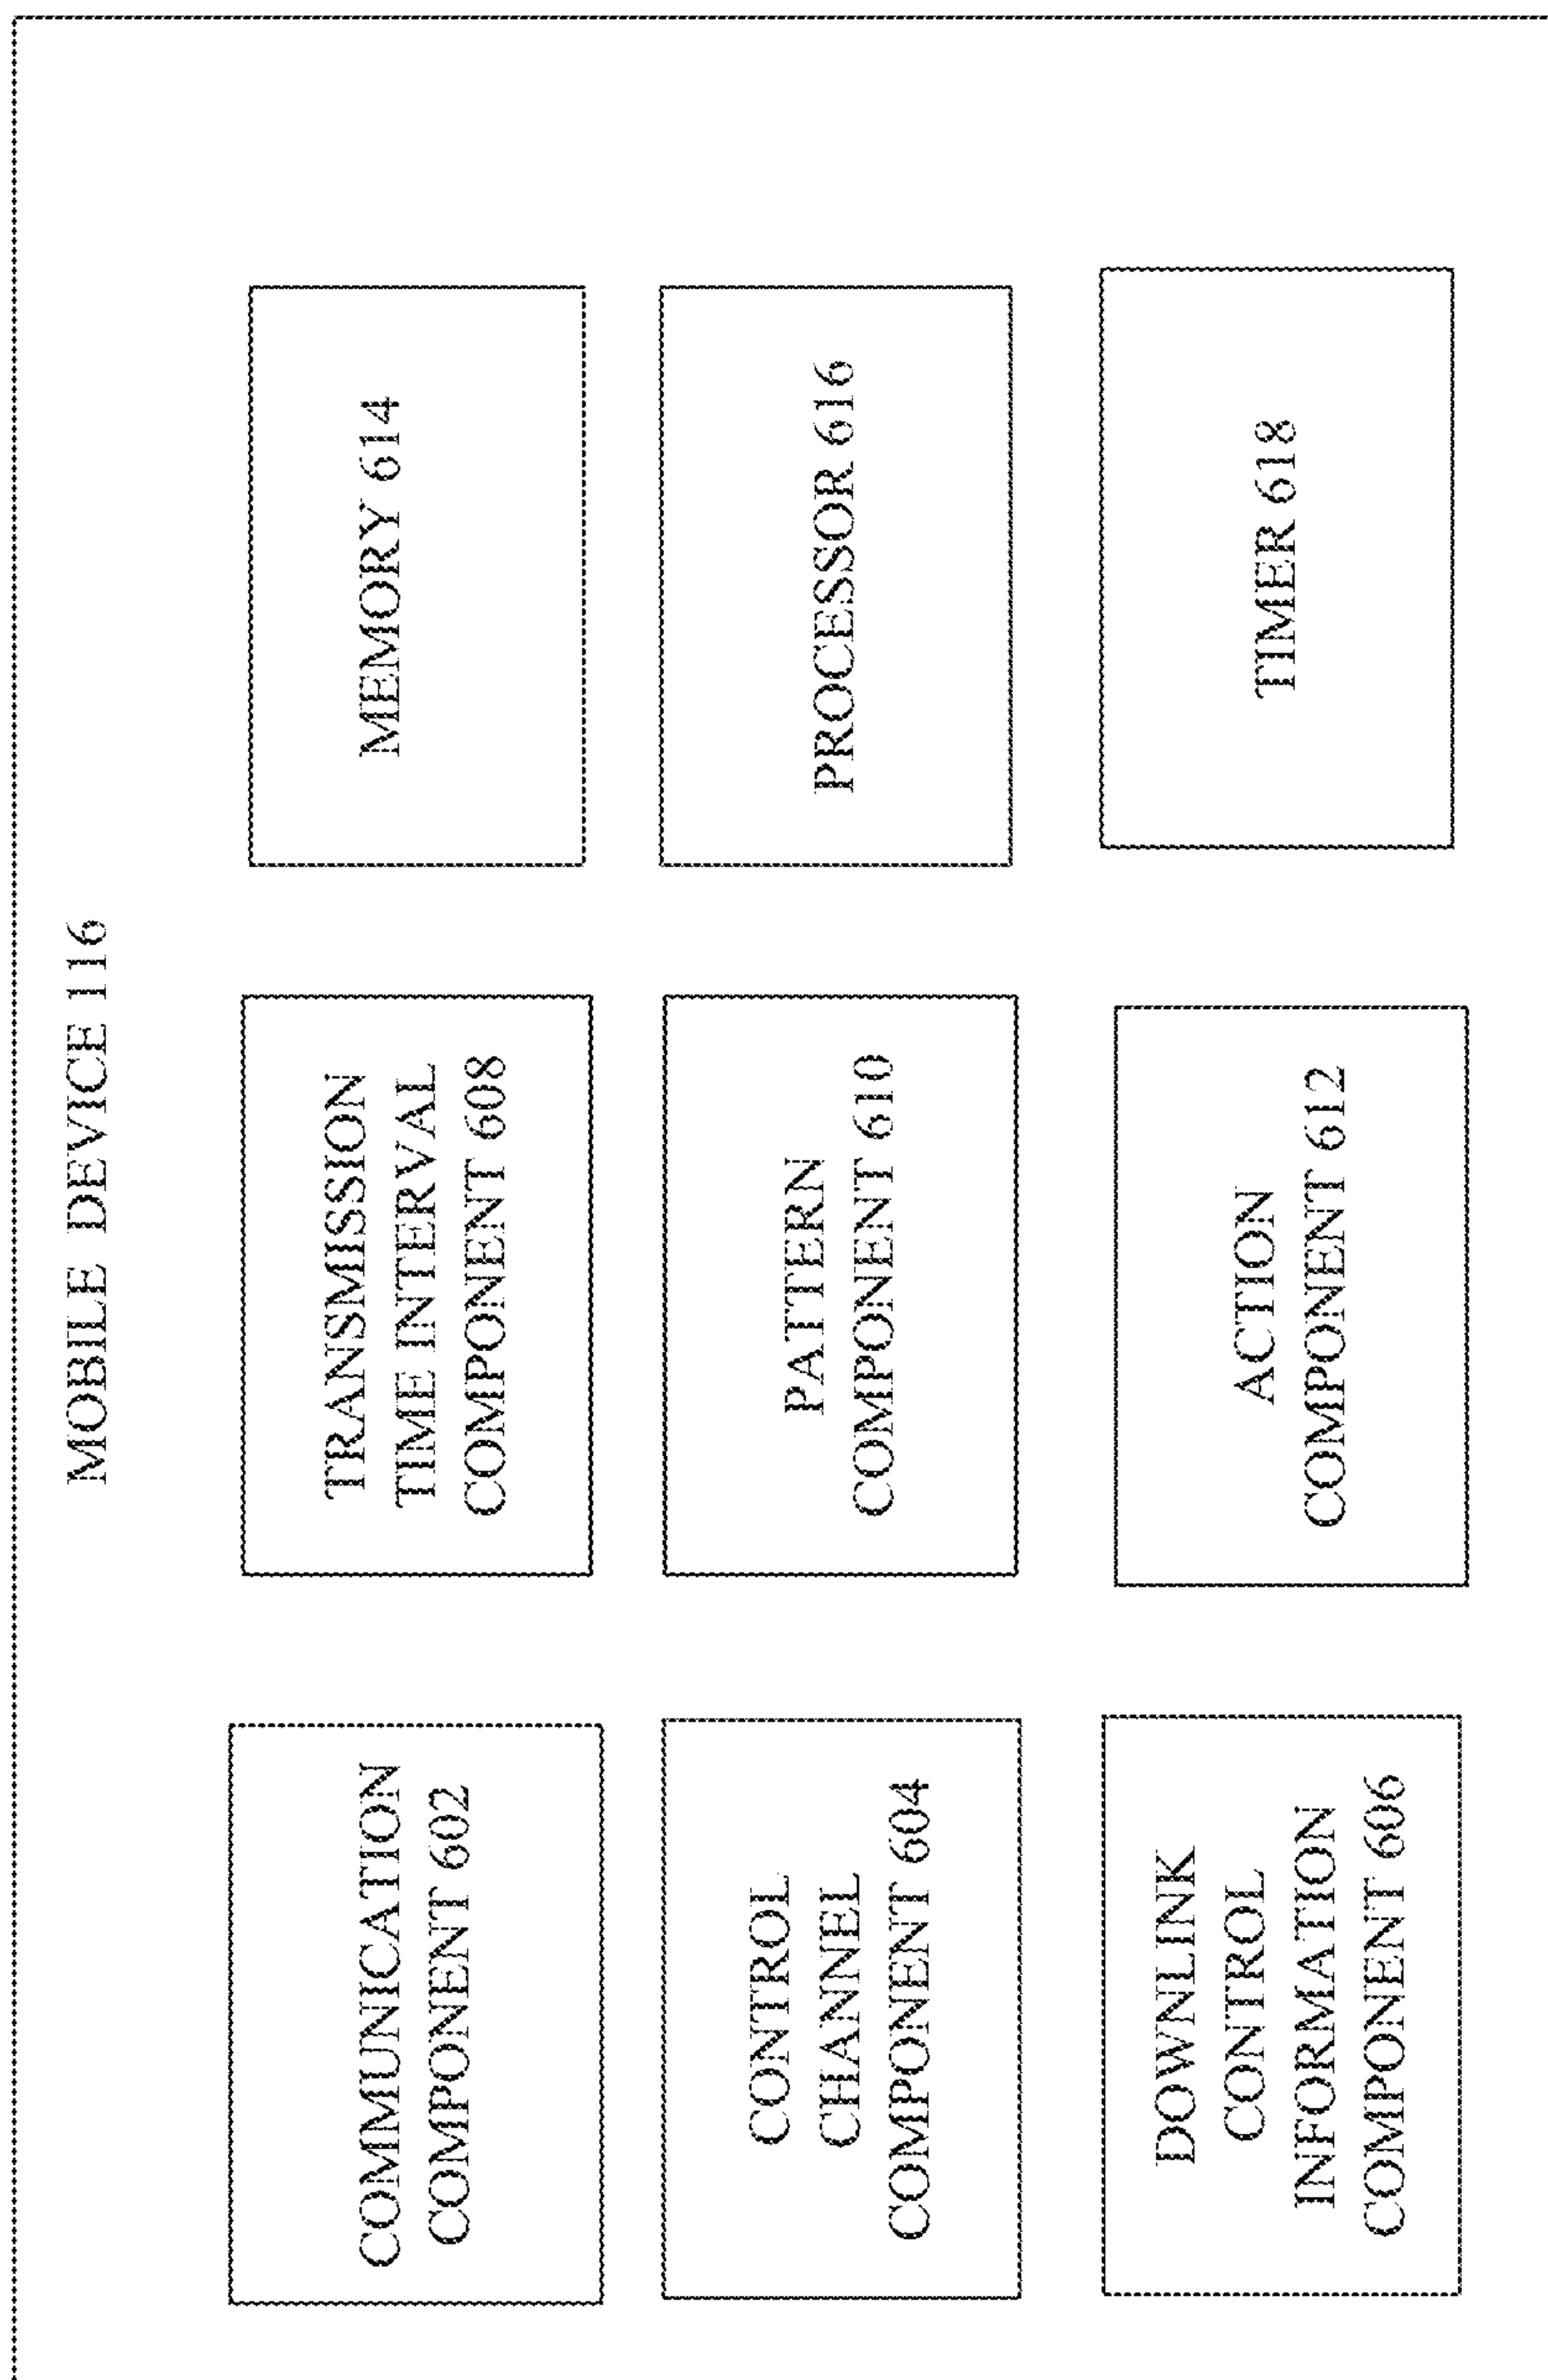 MOBILE DEVICE 116
COMMUNICATION
COMPONENT 602
TRANSMISSION
TIME INTERVAL
COMPONENT 608
MEMORY 614
CONTROL
CHANNEL
COMPONENT 604
PATTERN
COMPONENT 610
PROCESSOR 616
DOWNLINK
CONTROL
INFORMATION
COMPONENT 606
ACTION
COMPONENT 612
TIMER 618